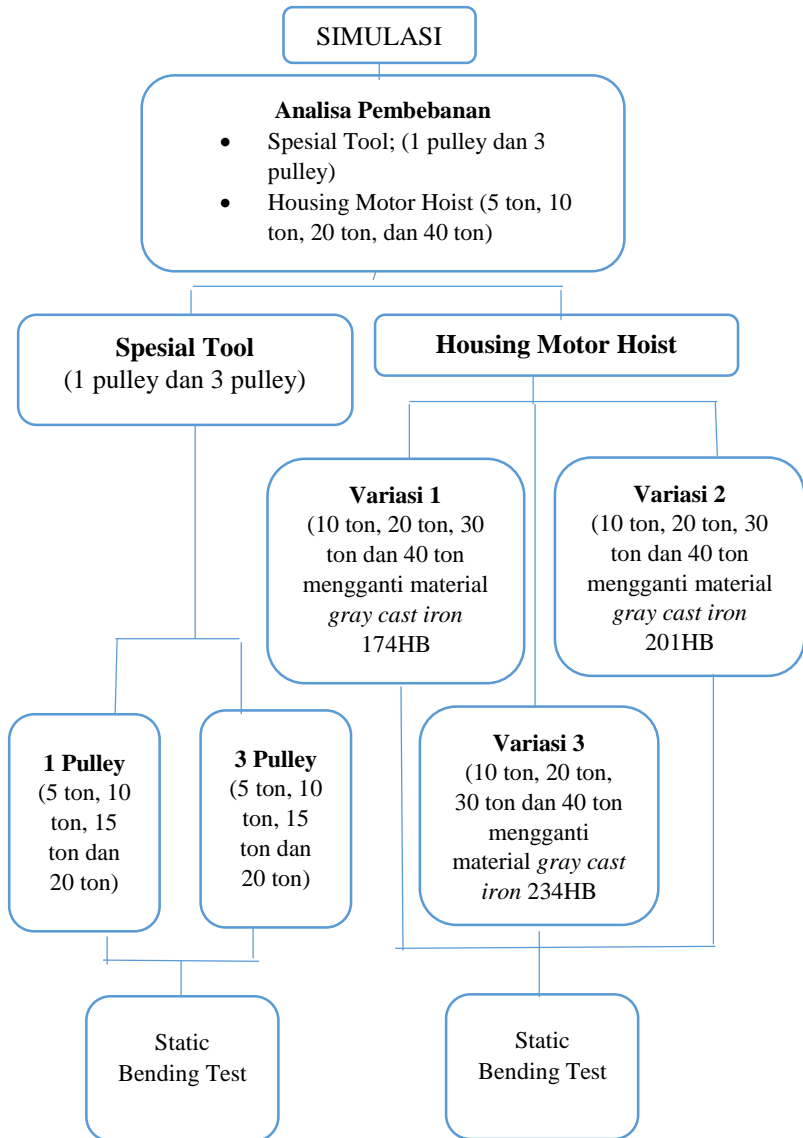 SIMULASI
Analisa Pembebanan
• Spesial Tool; (1 pulley dan 3
pulley)
• Housing Motor Hoist (5 ton, 10
ton, 20 ton, dan 40 ton)
Spesial Tool
(1 pulley dan 3 pulley)
Housing Motor Hoist
Variasi 1
(10 ton, 20 ton, 30
ton dan 40 ton
mengganti material
gray cast iron
174HB
Variasi 2
(10 ton, 20 ton, 30
ton dan 40 ton
mengganti material
gray cast iron
201HB
1 Pulley
(5 ton, 10
ton, 15
ton dan
20 ton)
3 Pulley
(5 ton, 10
ton, 15
ton dan
20 ton)
Variasi 3
(10 ton, 20 ton,
30 ton dan 40 ton
mengganti
material gray cast
iron 234HB
Static
Bending Test
Static
Bending Test